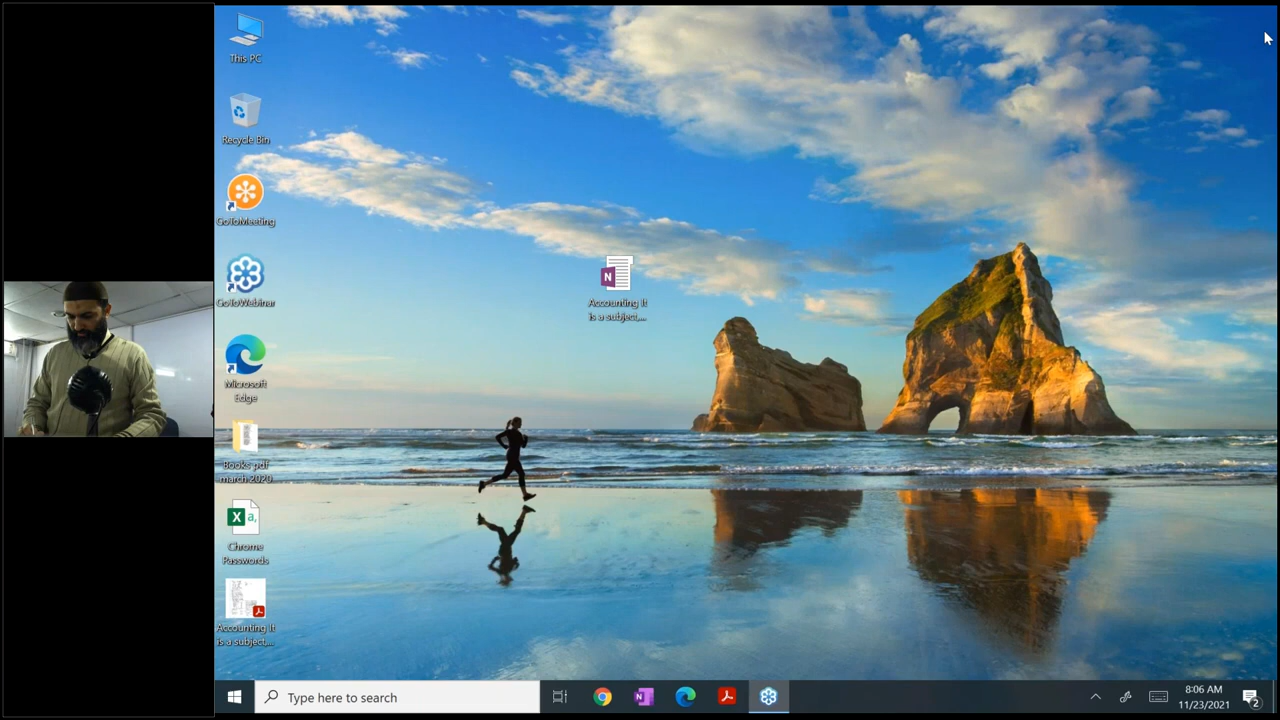 This PC
Recycle Bin
GoToMeeting
GoToWebinar
Microsoft
Edge
Books pdf
march 2020
Chrome
Passwords
Accounting It
is a subject,...
Accounting It
is a subject,...
Type here to search
8:06 AM
11/23/2021
2